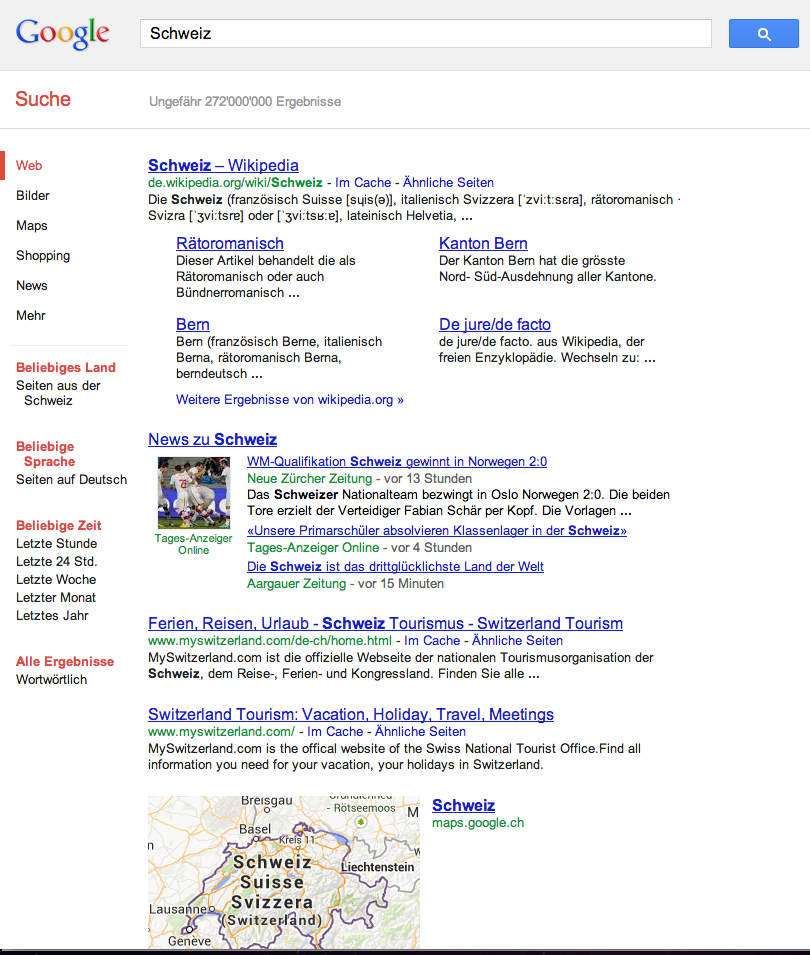 Google
Schweiz
Suche
Ungefähr 272'000'000 Ergebnisse
Web
Bilder
Maps
Shopping
News
Mehr
Beliebiges Land
Seiten aus der
Schweiz
Beliebige
Sprache
Seiten auf Deutsch
Beliebige Zeit
Letzte Stunde
Letzte 24 Std.
Letzte Woche
Letzter Monat
Letztes Jahr
Alle Ergebnisse
Wortwörtlich
Schweiz – Wikipedia
de.wikipedia.org/wiki/Schweiz - Im Cache - Ähnliche Seiten
Die Schweiz (französisch Suisse [sɥis(ə)], italienisch Svizzera [ˈzviːtːsɛra], rätoromanisch ·
Svizra [ˈʒviːtsrɐ] oder [ˈʒviːtsʁːɐ], lateinisch Helvetia, ...
Rätoromanisch
Dieser Artikel behandelt die als
Rätoromanisch oder auch
Bündnerromanisch ...
Kanton Bern
Der Kanton Bern hat die grösste
Nord- Süd-Ausdehnung aller Kantone.
Bern
Bern (französisch Berne, italienisch
Berna, rätoromanisch Berna,
berndeutsch ...
De jure/de facto
de jure/de facto. aus Wikipedia, der
freien Enzyklopädie. Wechseln zu: ...
Weitere Ergebnisse von wikipedia.org »
News zu Schweiz
Tages-Anzeiger
Online
WM-Qualifikation Schweiz gewinnt in Norwegen 2:0
Neue Zürcher Zeitung - vor 13 Stunden
Das Schweizer Nationalteam bezwingt in Oslo Norwegen 2:0. Die beiden
Tore erzielt der Verteidiger Fabian Schär per Kopf. Die Vorlagen ...
«Unsere Primarschüler absolvieren Klassenlager in der Schweiz»
Tages-Anzeiger Online - vor 4 Stunden
Die Schweiz ist das drittglücklichste Land der Welt
Aargauer Zeitung - vor 15 Minuten
Ferien, Reisen, Urlaub - Schweiz Tourismus - Switzerland Tourism
www.myswitzerland.com/de-ch/home.html - Im Cache - Ähnliche Seiten
MySwitzerland.com ist die offizielle Webseite der nationalen Tourismusorganisation der
Schweiz, dem Reise-, Ferien- und Kongressland. Finden Sie alle ...
Switzerland Tourism: Vacation, Holiday, Travel, Meetings
www.myswitzerland.com/ - Im Cache - Ähnliche Seiten
MySwitzerland.com is the offical website of the Swiss National Tourist Office.Find all
information you need for your vacation, your holidays in Switzerland.
Breisgau
- Rötseemoos
M
Basel
Kreis 11
n
Schweiz
Suisse
Svizzera
(Switzerland)
Liechtenstein
Lausanne
Genève
Schweiz
maps.google.ch